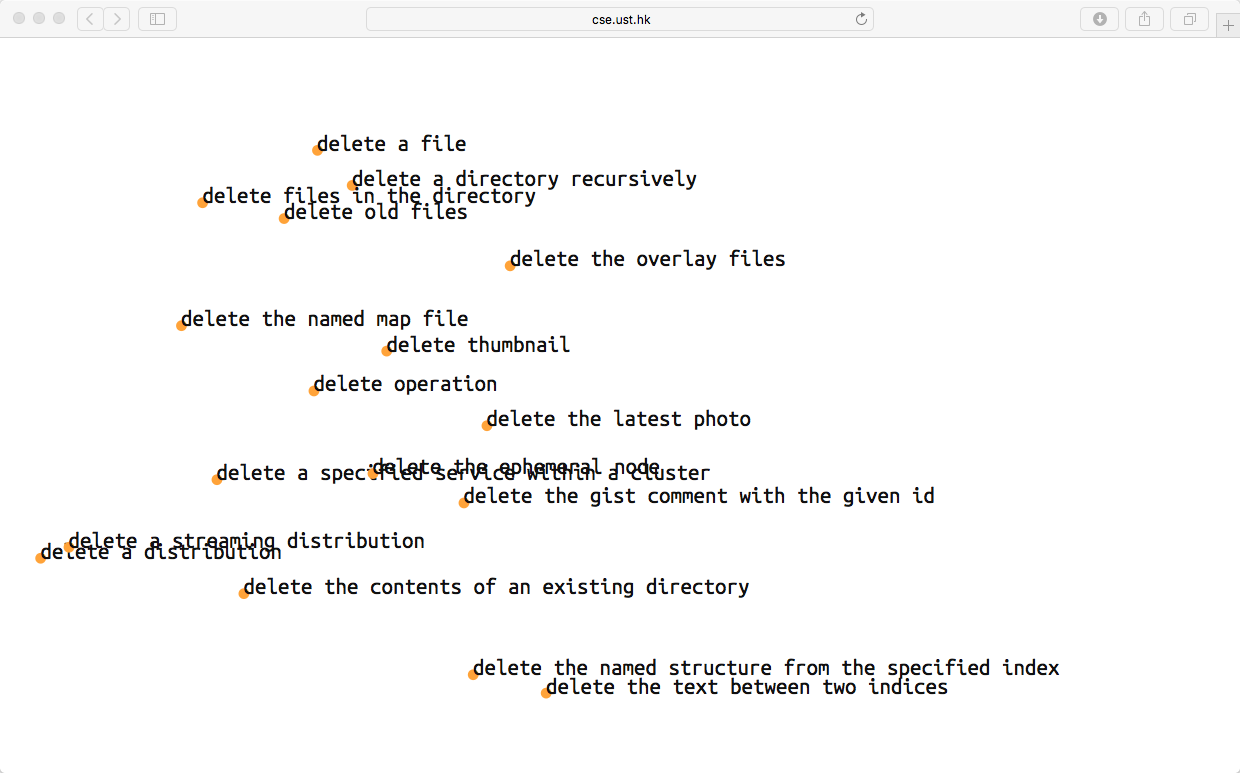 cse.ust.hk
delete a file
delete a directory recursively
delete files in the directory
delete old files
delete the overlay files
delete the named map file
delete thumbnail
delete operation
delete the latest photo
delete the ephemeral node
delete a specified service within a cluster
delete the gist comment with the given id
delete a streaming distribution
delete a distribution
delete the contents of an existing directory
delete the named structure from the specified index
delete the text between two indices